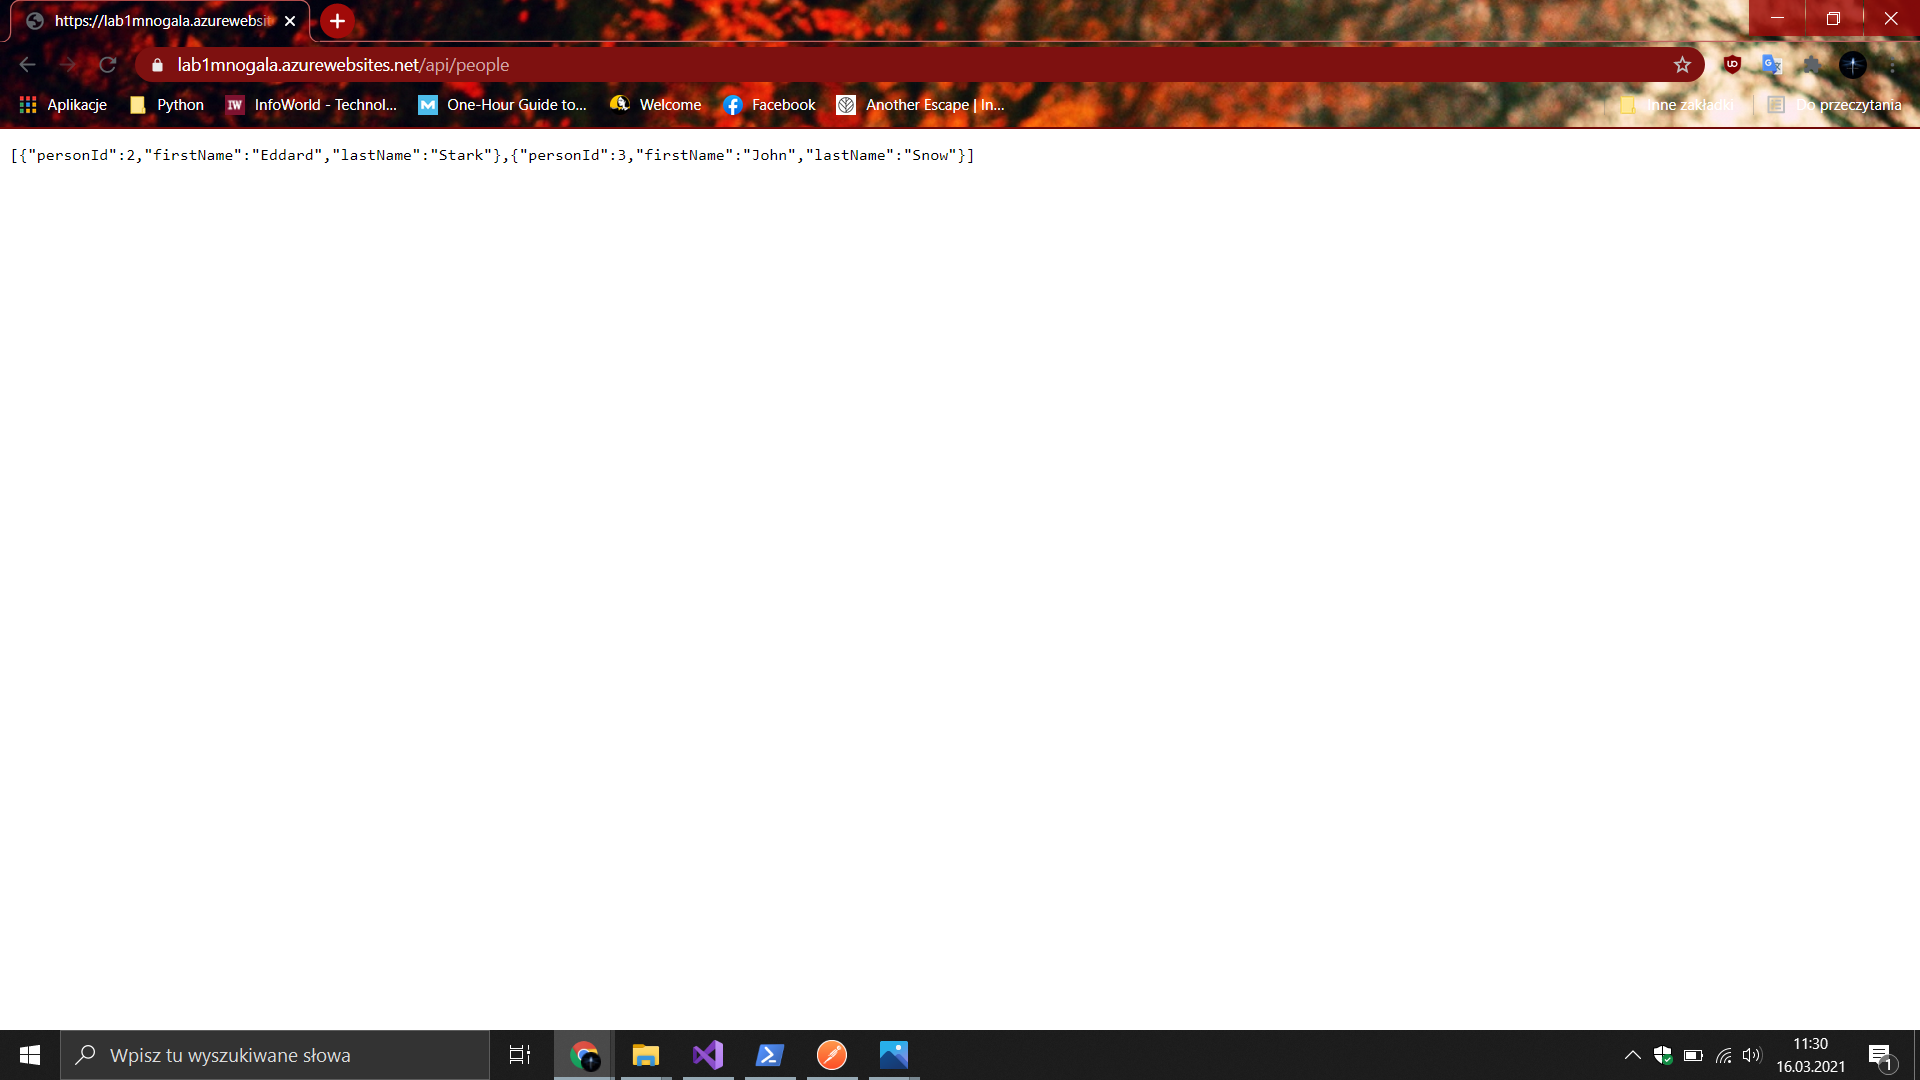 https://lab1mnogala.azurewebsit
lab1mnogala.azurewebsites.net/api/people
Aplikacje Python InfoWorld - Technol... One-Hour Guide to... Welcome Facebook Another Escape | In... Inne zakładki Do przeczytania
[{"personId":2,"firstName":"Eddard","lastName":"Stark"},{"personId":3,"firstName":"John","lastName":"Snow"}]
Wpisz tu wyszukiwane słowa
11:30
16.03.2021
1